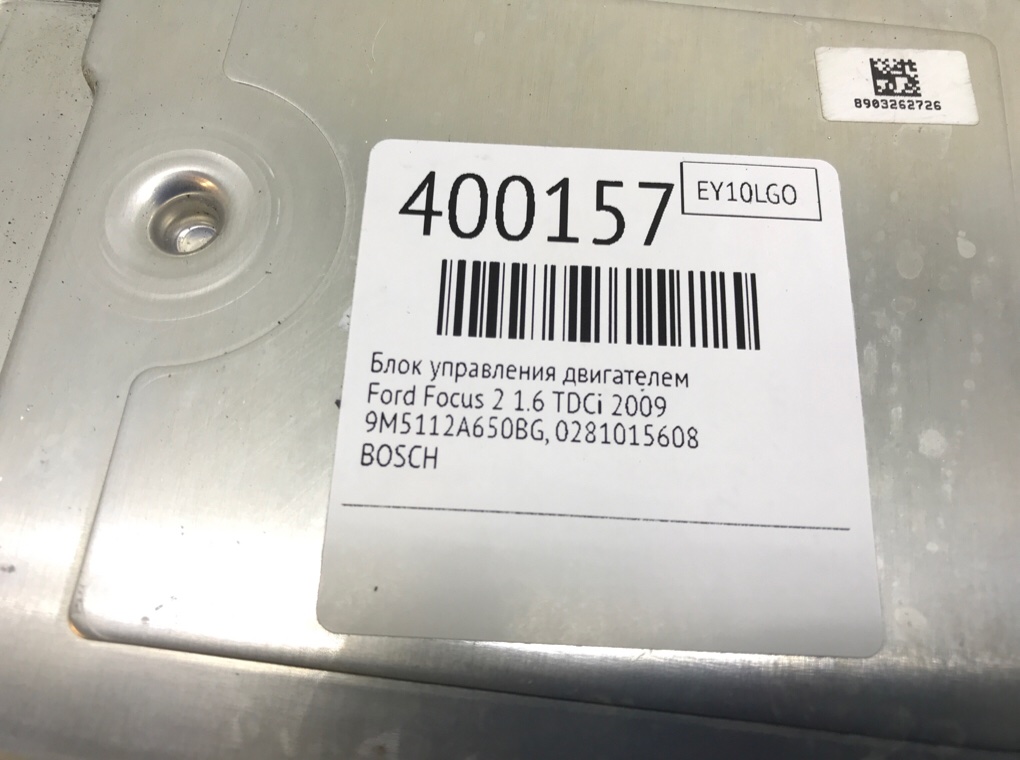 8903262726
400157
EY10LGO
Блок управления двигателем
Ford Focus 2 1.6 TDCi 2009
9M5112A650BG, 0281015608
BOSCH